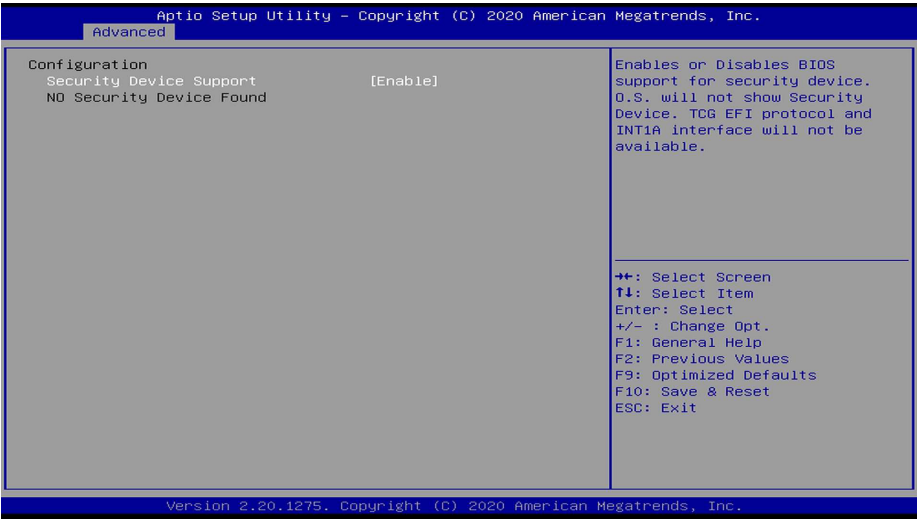 Aptio Setup Utility – Copyright (C) 2020 American Megatrends, Inc.
Advanced
Configuration
Security Device Support [Enable]
NO Security Device Found
Enables or Disables BIOS
support for security device.
O.S. will not show Security
Device. TCG EFI protocol and
INT1A interface will not be
available.
→←: Select Screen
↑↓: Select Item
Enter: Select
+/- : Change Opt.
F1: General Help
F2: Previous Values
F9: Optimized Defaults
F10: Save & Reset
ESC: Exit
Version 2.20.1275. Copyright (C) 2020 American Megatrends, Inc.